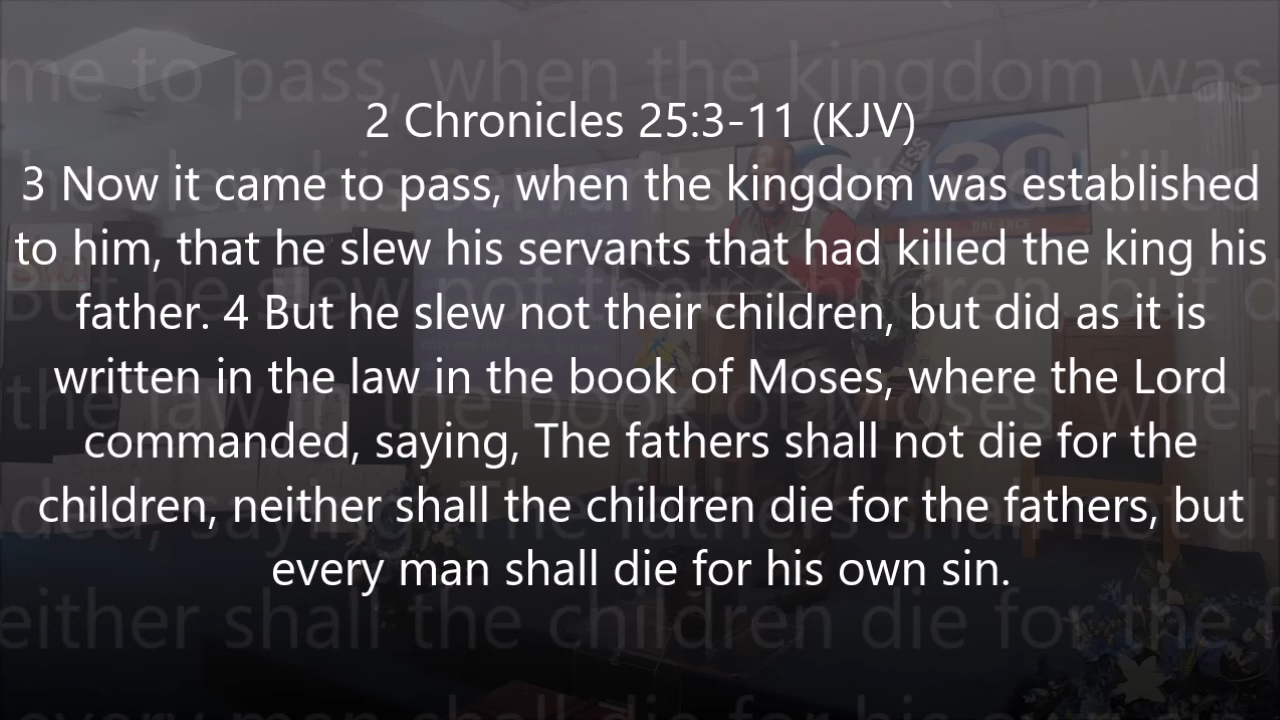 2 Chronicles 25:3-11 (KJV)
3 Now it came to pass, when the kingdom was established
to him, that he slew his servants that had killed the king his
father. 4 But he slew not their children, but did as it is
written in the law in the book of Moses, where the Lord
commanded, saying, The fathers shall not die for the
children, neither shall the children die for the fathers, but
every man shall die for his own sin.